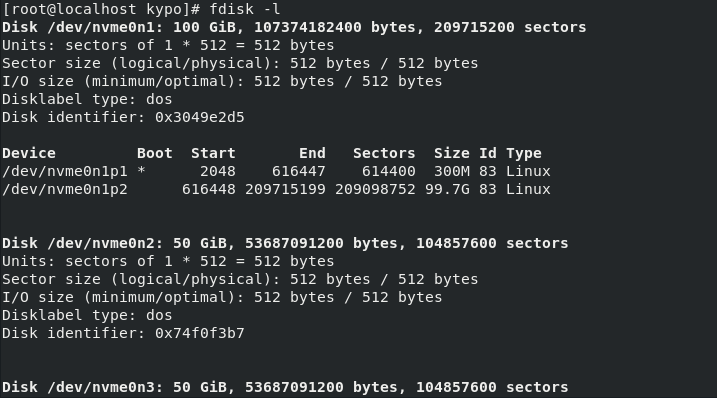 [root@localhost kypo]# fdisk -l
Disk /dev/nvme0n1: 100 GiB, 107374182400 bytes, 209715200 sectors
Units: sectors of 1 * 512 = 512 bytes
Sector size (logical/physical): 512 bytes / 512 bytes
I/O size (minimum/optimal): 512 bytes / 512 bytes
Disklabel type: dos
Disk identifier: 0x3049e2d5
Device         Boot  Start       End   Sectors  Size Id Type
/dev/nvme0n1p1 *      2048    616447    614400  300M 83 Linux
/dev/nvme0n1p2      616448 209715199 209098752 99.7G 83 Linux
Disk /dev/nvme0n2: 50 GiB, 53687091200 bytes, 104857600 sectors
Units: sectors of 1 * 512 = 512 bytes
Sector size (logical/physical): 512 bytes / 512 bytes
I/O size (minimum/optimal): 512 bytes / 512 bytes
Disklabel type: dos
Disk identifier: 0x74f0f3b7
Disk /dev/nvme0n3: 50 GiB, 53687091200 bytes, 104857600 sectors